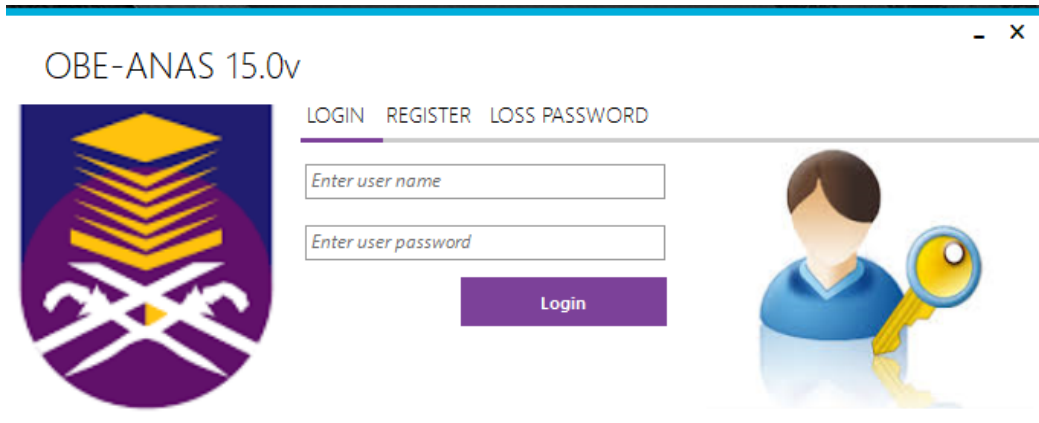 OBE-ANAS 15.0v
LOGIN REGISTER LOSS PASSWORD
Enter user name
Enter user password
Login